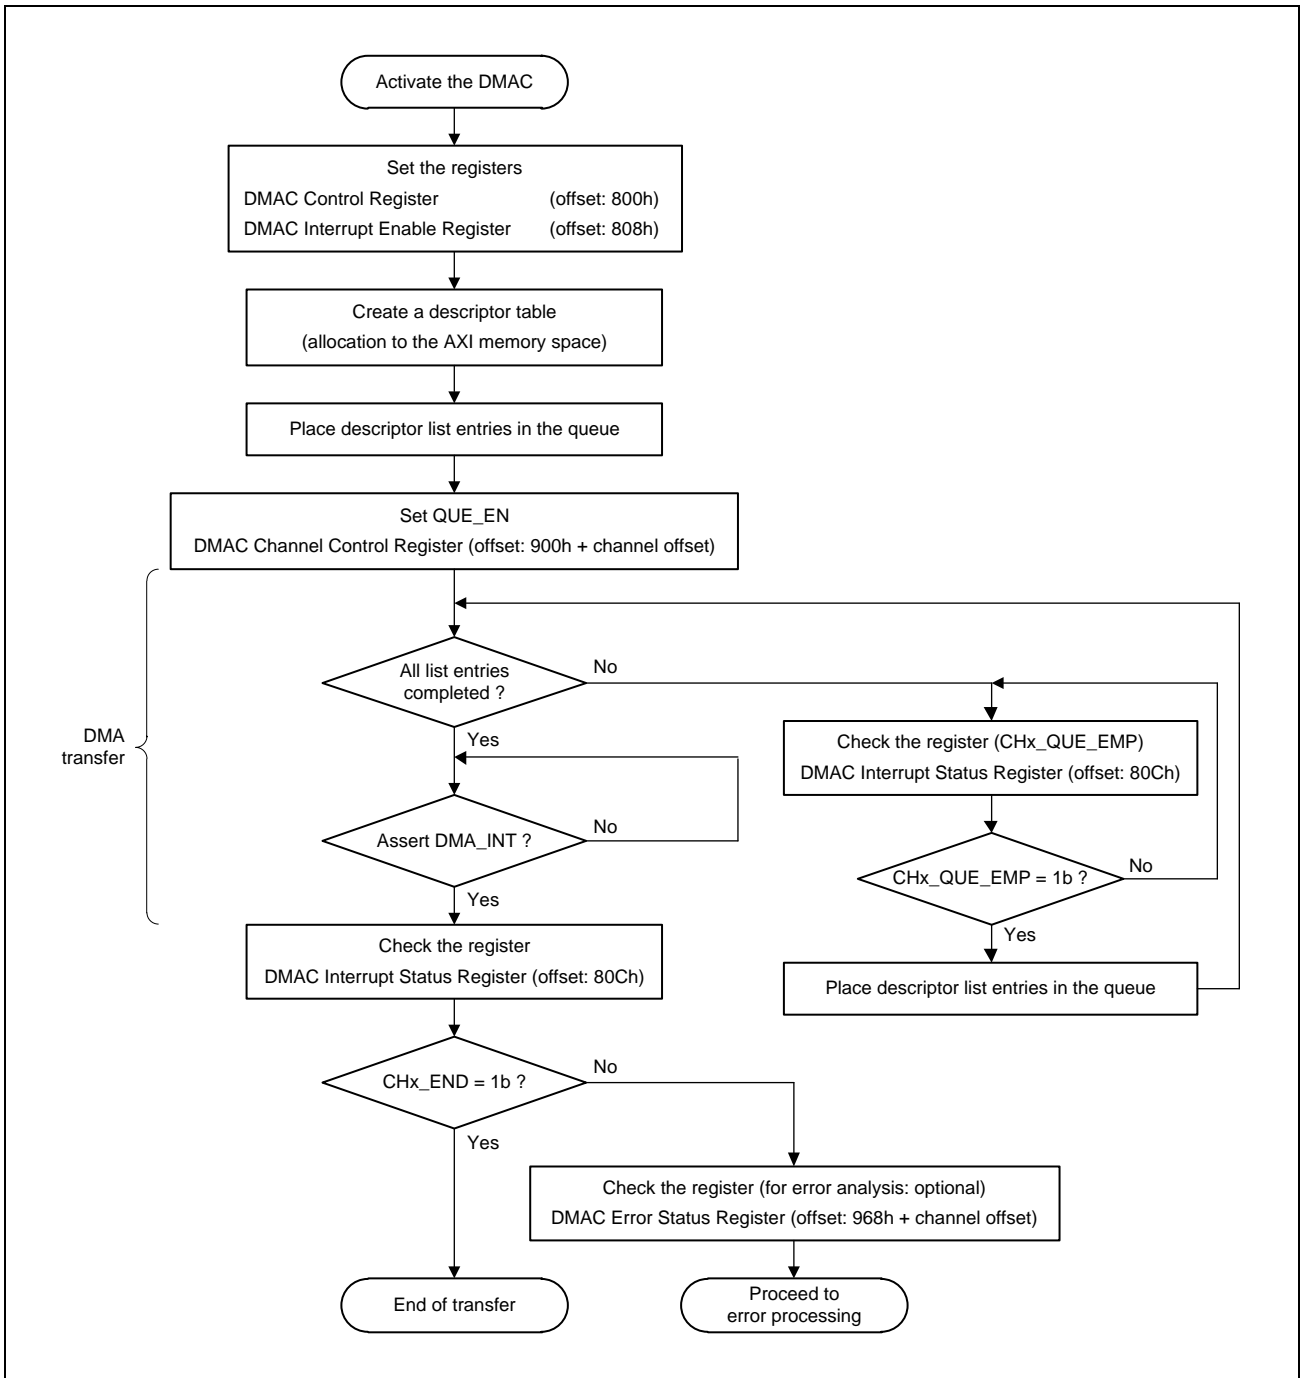 Activate the DMAC
Set the registers
DMAC Control Register (offset: 800h)
DMAC Interrupt Enable Register (offset: 808h)
Create a descriptor table
(allocation to the AXI memory space)
Place descriptor list entries in the queue
Set QUE_EN
DMAC Channel Control Register (offset: 900h + channel offset)
DMA
transfer
All list entries
completed ?
No
Yes
Check the register (CHx_QUE_EMP)
DMAC Interrupt Status Register (offset: 80Ch)
Assert DMA_INT ?
No
Yes
CHx_QUE_EMP = 1b ?
No
Yes
Place descriptor list entries in the queue
Check the register
DMAC Interrupt Status Register (offset: 80Ch)
CHx_END = 1b ?
No
Yes
Check the register (for error analysis: optional)
DMAC Error Status Register (offset: 968h + channel offset)
End of transfer
Proceed to
error processing